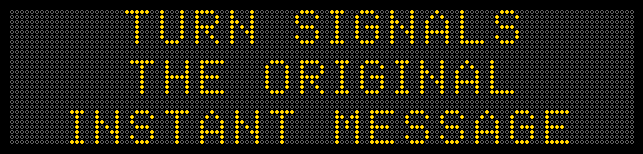 TURN SIGNALS
THE ORIGINAL
INSTANT MESSAGE